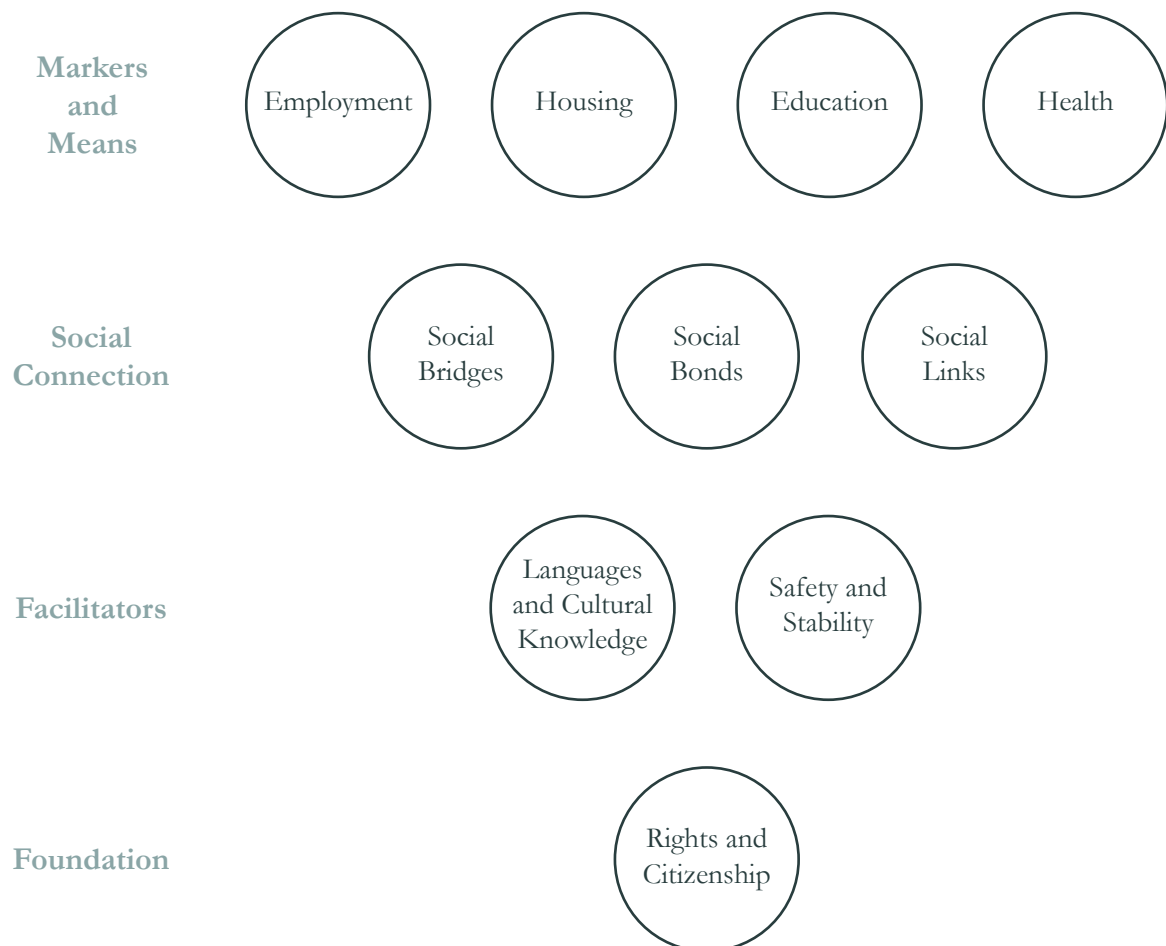 Markers
and
Means
Employment
Housing
Education
Health
Social
Connection
Social
Bridges
Social
Bonds
Social
Links
Facilitators
Languages
and Cultural
Knowledge
Safety and
Stability
Foundation
Rights and
Citizenship